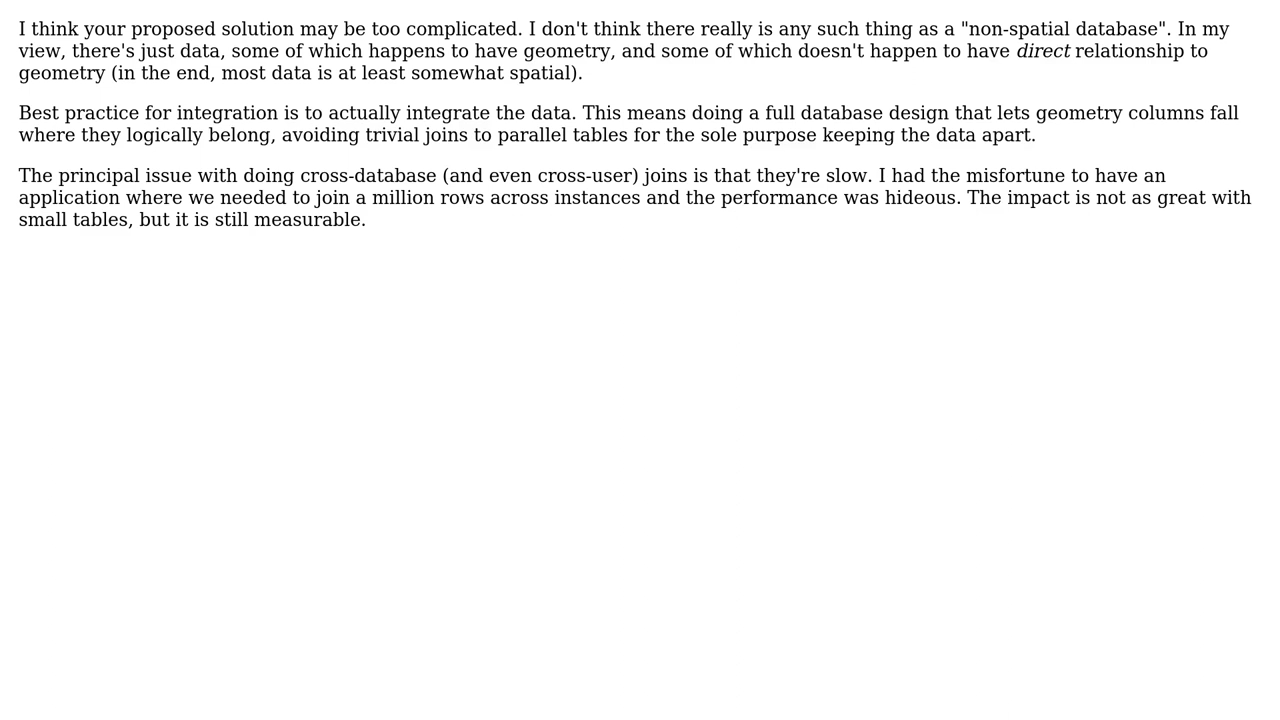 I think your proposed solution may be too complicated. I don't think there really is any such thing as a "non-spatial database". In my
view, there's just data, some of which happens to have geometry, and some of which doesn't happen to have direct relationship to
geometry (in the end, most data is at least somewhat spatial).
Best practice for integration is to actually integrate the data. This means doing a full database design that lets geometry columns fall
where they logically belong, avoiding trivial joins to parallel tables for the sole purpose keeping the data apart.
The principal issue with doing cross-database (and even cross-user) joins is that they're slow. I had the misfortune to have an
application where we needed to join a million rows across instances and the performance was hideous. The impact is not as great with
small tables, but it is still measurable.